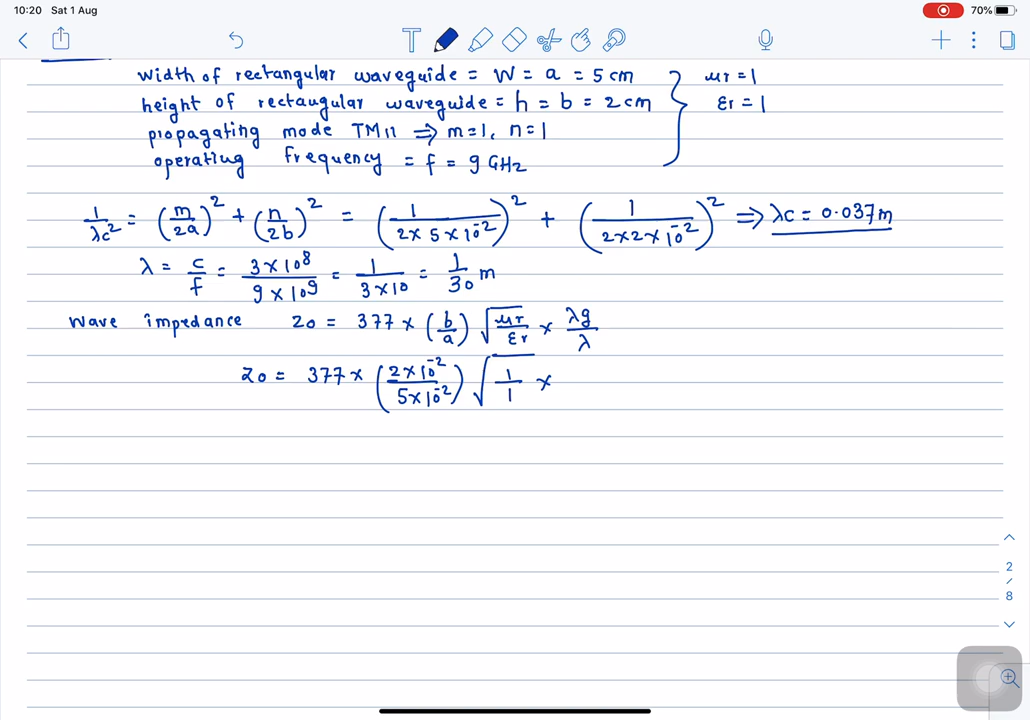 10:20 Sat 1 Aug 70%
T
width of rectangular waveguide = W = a = 5 cm } μr = 1
height of rectangular waveguide = h = b = 2 cm εr = 1
propagating mode TM11 ⇒ m=1, n=1
operating frequency = f = 9 GHz
1/λc² = (m/2a)² + (n/2b)² = (1/(2×5×10⁻²))² + (1/(2×2×10⁻²))² ⇒ λc = 0.037m
λ = c/f = (3×10⁸)/(9×10⁹) = 1/(3×10) = 1/30 m
Wave impedance Zo = 377 × (b/a) √(μr/εr) × λg/λ
Zo = 377 × ((2×10⁻²)/(5×10⁻²)) √(1/1) ×
2
/
8